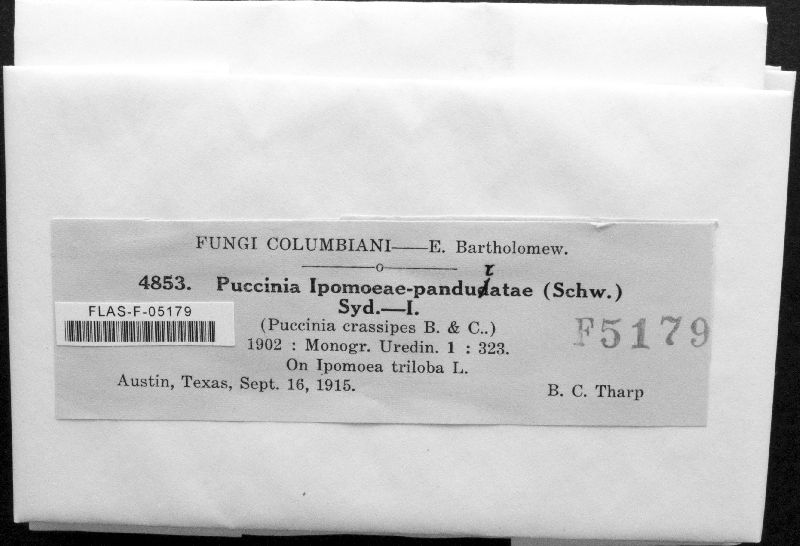 FUNGI COLUMBIANI——E. Bartholomew.
4853. Puccinia Ipomoeae-panduratae (Schw.)
Syd.—I.
FLAS-F-05179
(Puccinia crassipes B. & C..)
F5179
1902 : Monogr. Uredin. 1 : 323.
On Ipomoea triloba L.
Austin, Texas, Sept. 16, 1915.
B. C. Tharp